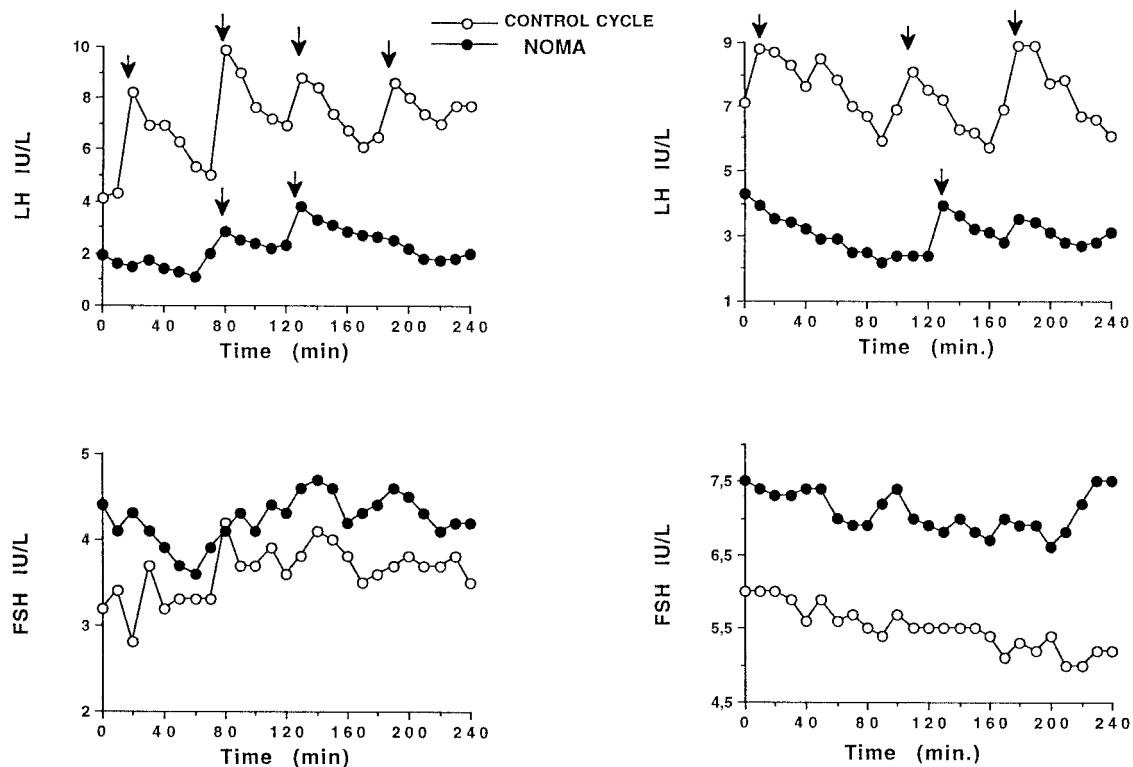 CONTROL CYCLE
NOMA
LH IU/L
10
8
6
4
2
0
0 40 80 120 160 200 240
Time (min)
LH IU/L
9
7
5
3
1
0 40 80 120 160 200 240
Time (min.)
FSH IU/L
5
4
3
2
0 40 80 120 160 200 240
Time (min)
FSH IU/L
7,5
6,5
5,5
4,5
0 40 80 120 160 200 240
Time (min.)